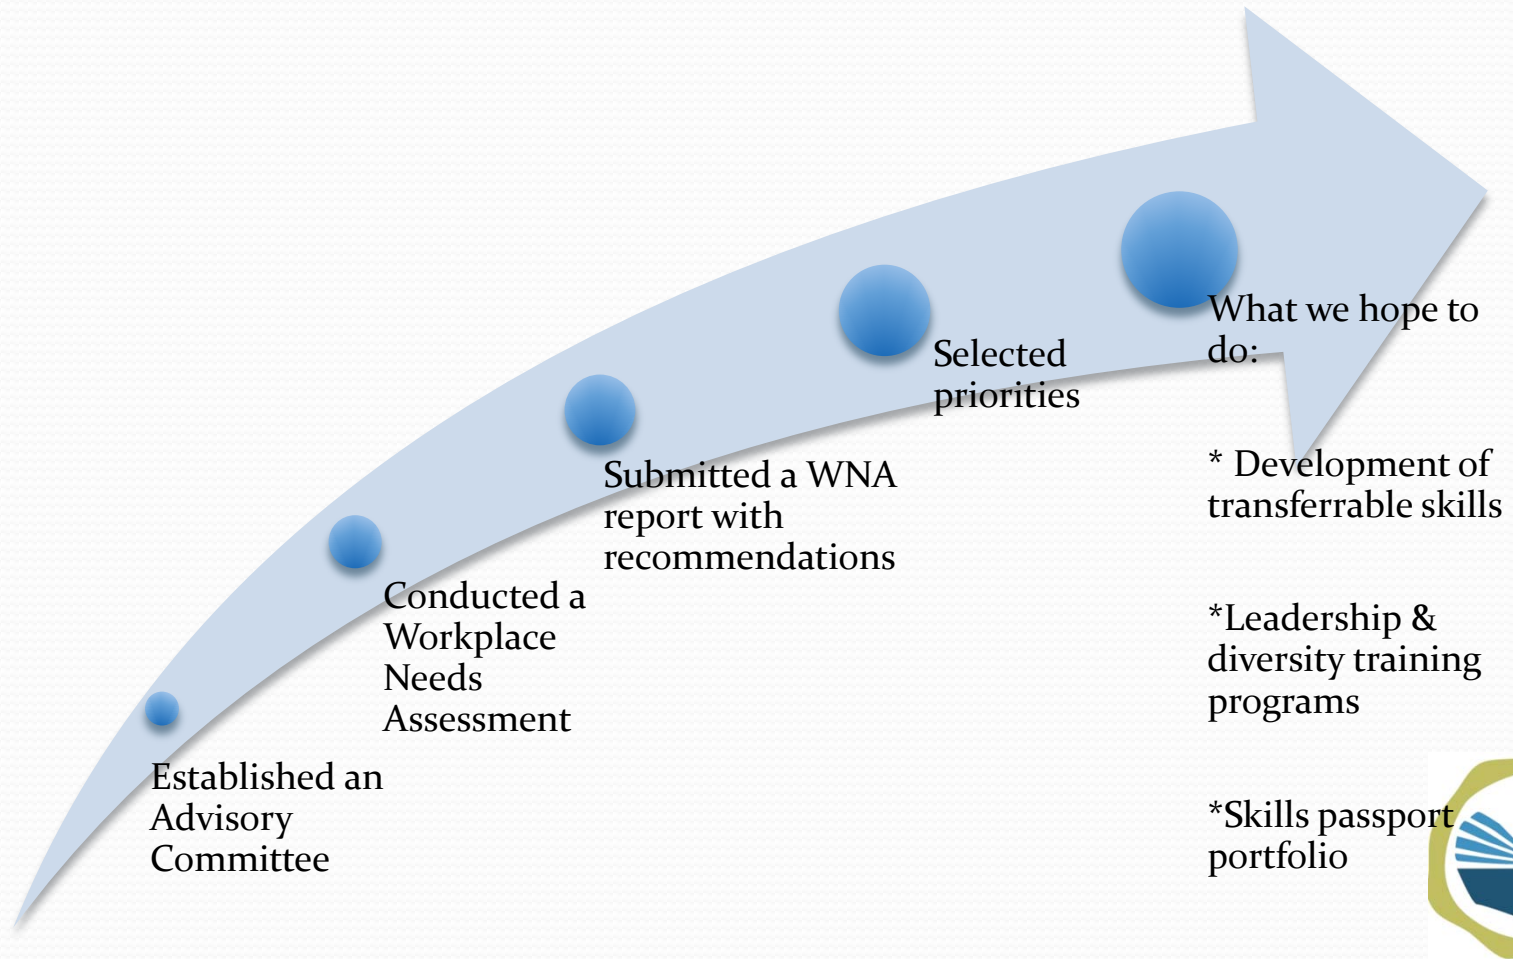 Established an
Advisory
Committee
Conducted a
Workplace
Needs
Assessment
Submitted a WNA
report with
recommendations
Selected
priorities
What we hope to
do:
* Development of
transferrable skills
*Leadership &
diversity training
programs
*Skills passport
portfolio